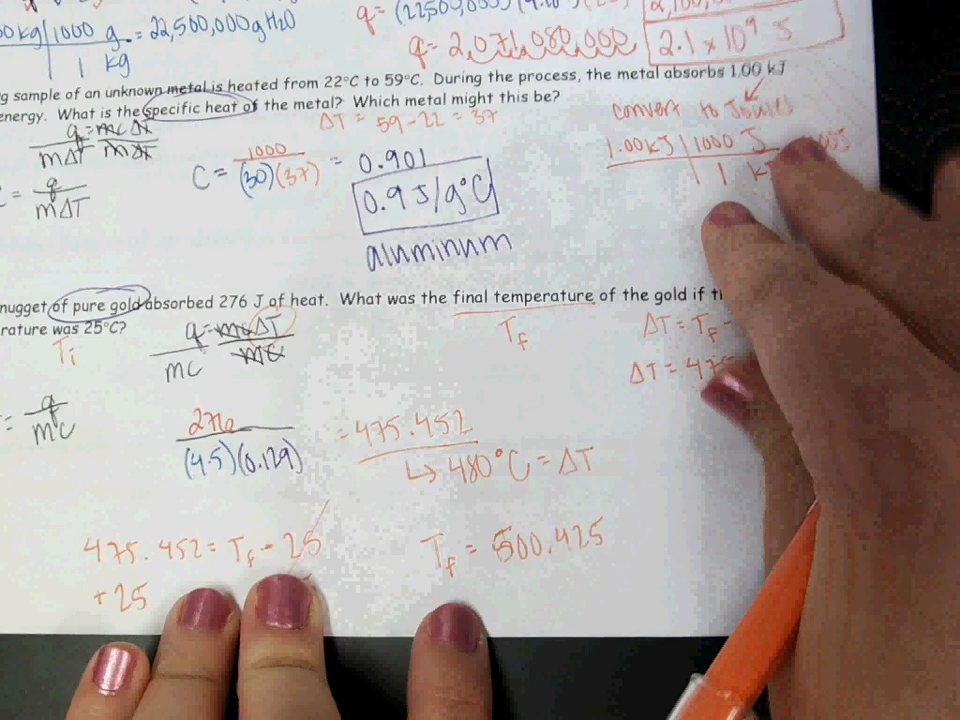 00 kg | 1000 g = 22,500,000 g H2O
1 kg
q = (22500,000)
q = 2,071,080,000
2.1 x 10^9 J
g sample of an unknown metal is heated from 22°C to 59°C. During the process, the metal absorbs 1.00 kJ
energy. What is the specific heat of the metal? Which metal might this be?
ΔT = 59 - 22 = 37
convert to Joules
q = mCΔT
mΔT mΔT
1.00 kJ | 1000 J
1
C = 1000 = 0.901
(30)(37)
= q
mΔT
0.9 J/g°C
aluminum
nugget of pure gold absorbed 276 J of heat. What was the final temperature of the gold if
rature was 25°C?
Ti
q = mCΔT
mC mC
Tf
ΔT = Tf -
ΔT = 475
= q
mC
276 = 475.452
(4.5)(0.129)
↳ 480°C = ΔT
475.452 = Tf - 25
+ 25
Tf = 500.425